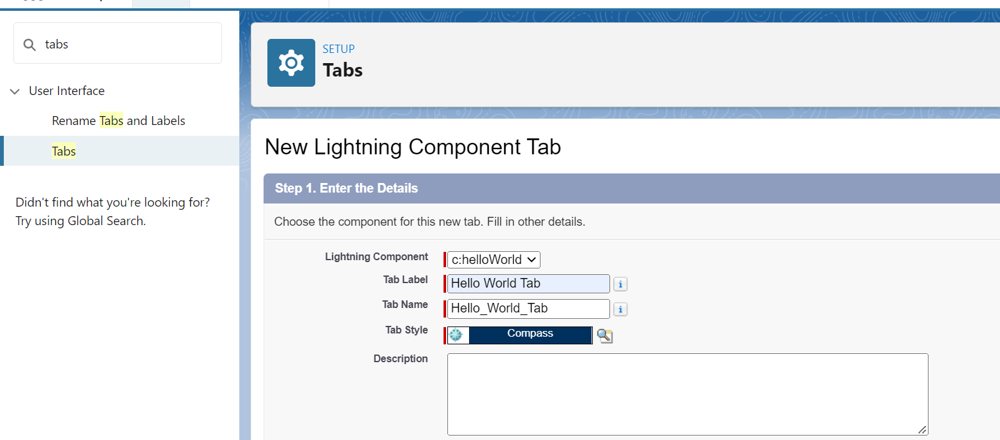 tabs
User Interface
Rename Tabs and Labels
Tabs
Didn't find what you're looking for?
Try using Global Search.
SETUP
Tabs
New Lightning Component Tab
Step 1. Enter the Details
Choose the component for this new tab. Fill in other details.
Lightning Component c:helloWorld
Tab Label Hello World Tab i
Tab Name Hello_World_Tab i
Tab Style Compass
Description